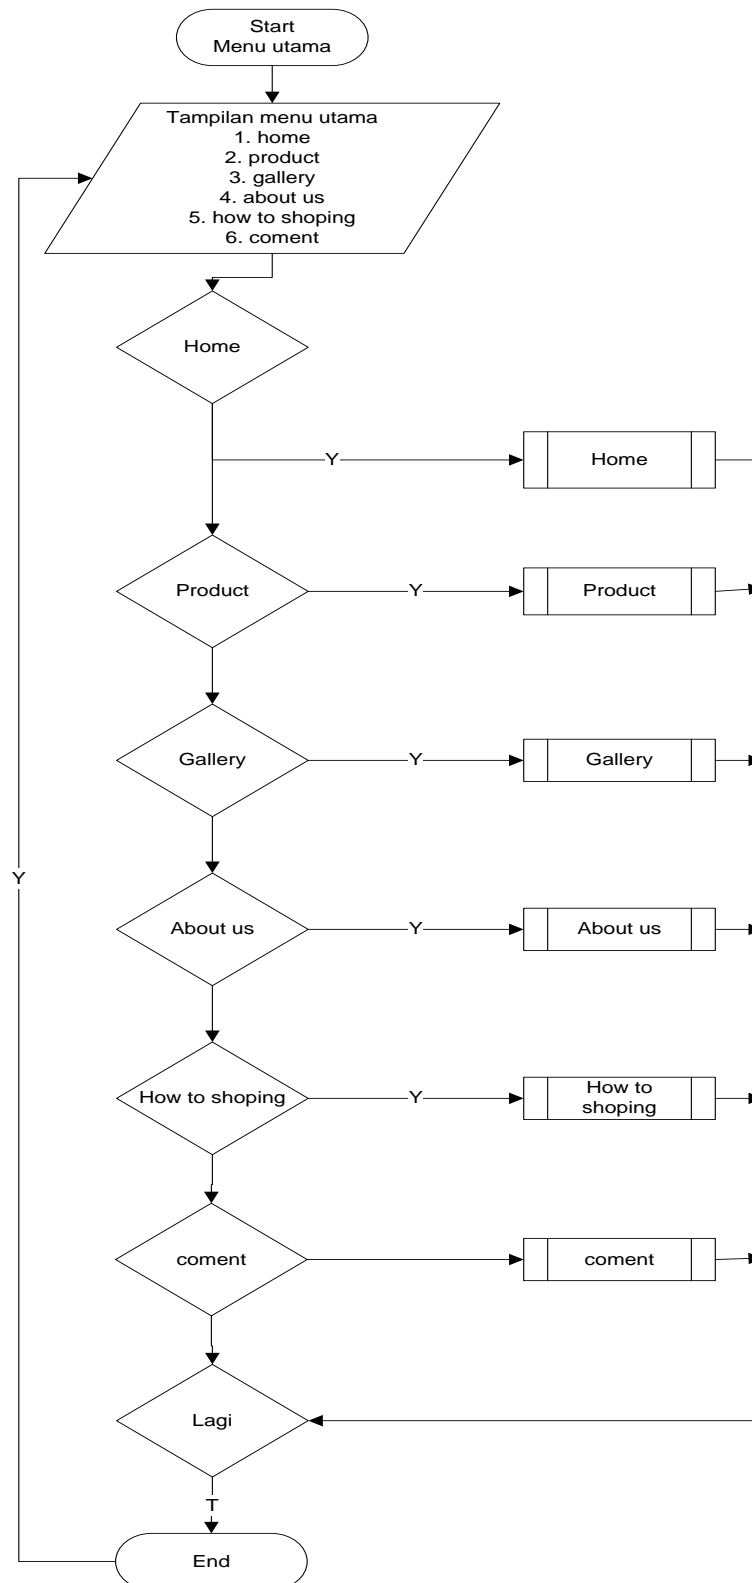 Start
Menu utama
Tampilan menu utama
1. home
2. product
3. gallery
4. about us
5. how to shoping
6. coment
Home
Y
Home
Product
Y
Product
Gallery
Y
Gallery
Y
About us
Y
About us
How to shoping
Y
How to
shoping
coment
coment
Lagi
T
End